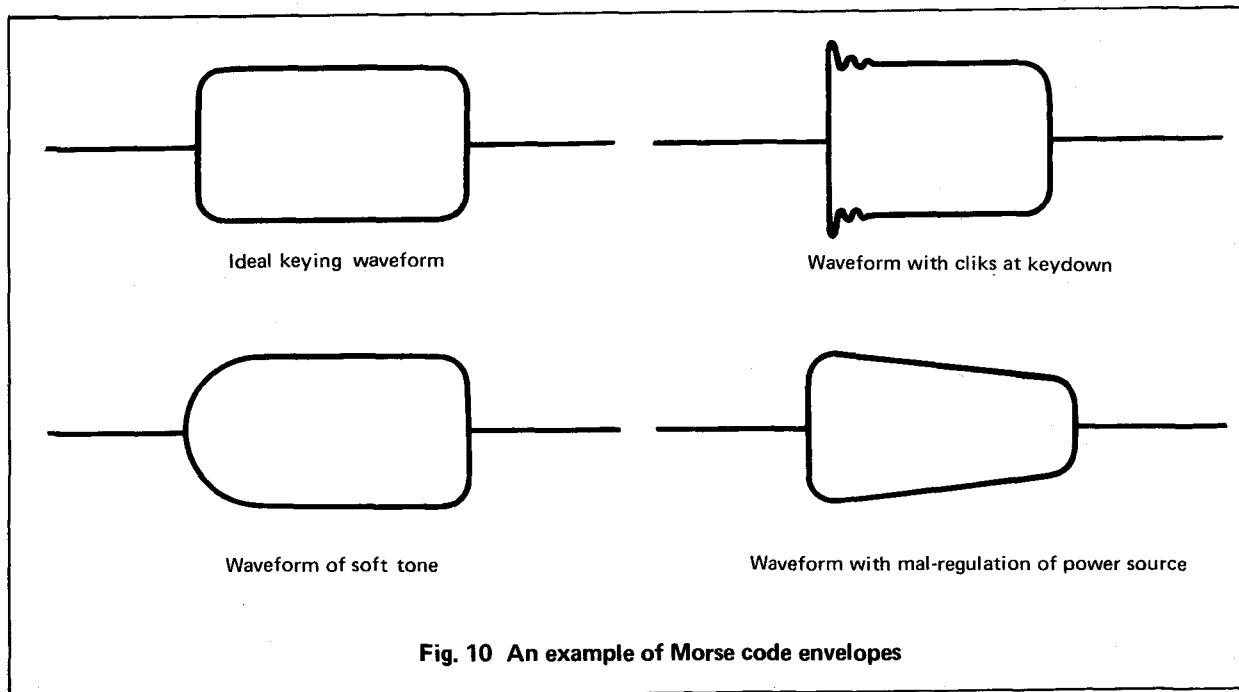 Ideal keying waveform
Waveform with cliks at keydown
Waveform of soft tone
Waveform with mal-regulation of power source
Fig. 10 An example of Morse code envelopes